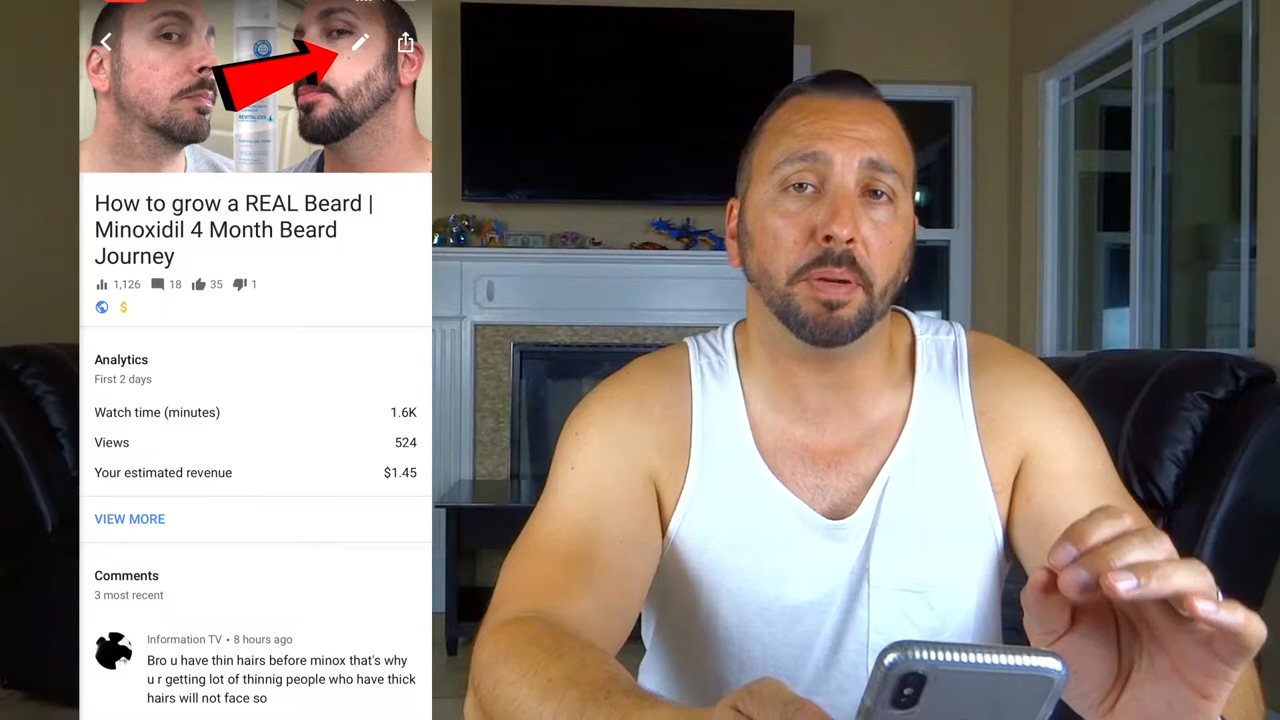 REVITALIZE
How to grow a REAL Beard |
Minoxidil 4 Month Beard
Journey
1,126 18 35 1
$
Analytics
First 2 days
Watch time (minutes) 1.6K
Views 524
Your estimated revenue $1.45
VIEW MORE
Comments
3 most recent
Information TV • 8 hours ago
Bro u have thin hairs before minox that's why
u r getting lot of thinnig people who have thick
hairs will not face so